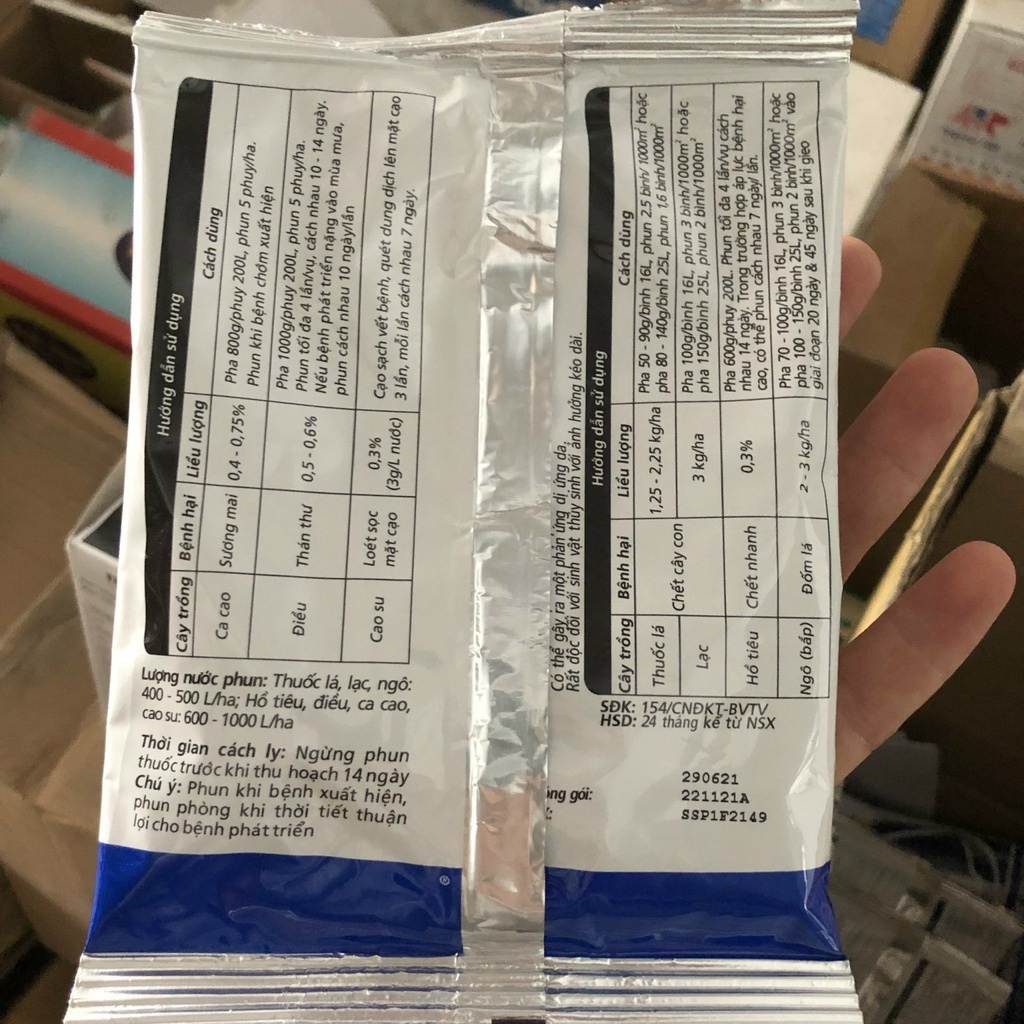 Hướng dẫn sử dụng
Cây trồng Bệnh hại Liều lượng Cách dùng
Ca cao Sương mai 0,4 - 0,75% Pha 800g/phuy 200L, phun 5 phuy/ha.
Phun khi bệnh chớm xuất hiện
Điều Thán thư 0,5 - 0,6% Pha 1000g/phuy 200L, phun 5 phuy/ha.
Phun tối đa 4 lần/vụ, cách nhau 10 - 14 ngày.
Nếu bệnh phát triển nặng vào mùa mưa,
phun cách nhau 10 ngày/lần
Cao su Loét sọc
mặt cạo 0,3%
(3g/L nước) Cạo sạch vết bệnh, quét dung dịch lên mặt cạo
3 lần, mỗi lần cách nhau 7 ngày.
Lượng nước phun: Thuốc lá, lạc, ngô:
400 - 500 L/ha; Hồ tiêu, điều, ca cao,
cao su: 600 - 1000 L/ha
Thời gian cách ly: Ngừng phun
thuốc trước khi thu hoạch 14 ngày
Chú ý: Phun khi bệnh xuất hiện,
phun phòng khi thời tiết thuận
lợi cho bệnh phát triển
®
Có thể gây ra một phản ứng dị ứng da,
Rất độc đối với sinh vật thủy sinh với ảnh hưởng kéo dài.
Hướng dẫn sử dụng
Cây trồng Bệnh hại Liều lượng Cách dùng
Thuốc lá Chết cây con 1,25 - 2,25 kg/ha Pha 50 - 90g/bình 16L, phun 2.5 bình/ 1000m² hoặc
pha 80 - 140g/bình 25L, phun 1,6 bình/1000m²
Lạc 3 kg/ha Pha 100g/bình 16L, phun 3 bình/1000m² hoặc
pha 150g/bình 25L, phun 2 bình/1000m²
Hồ tiêu Chết nhanh 0,3% Pha 600g/phuy 200L. Phun tối đa 4 lần/vụ cách
nhau 14 ngày. Trong trường hợp áp lực bệnh hại
cao, có thể phun cách nhau 7 ngày/ lần.
Ngô (bắp) Đốm lá 2 - 3 kg/ha Pha 70 - 100g/bình 16L, phun 3 bình/1000m² hoặc
pha 100 - 150g/bình 25L, phun 2 bình/1000m² vào
giai đoạn 20 ngày & 45 ngày sau khi gieo
SĐK: 154/CNĐKT-BVTV
HSD: 24 tháng kể từ NSX
290621
gói: 221121A
SSP1F2149